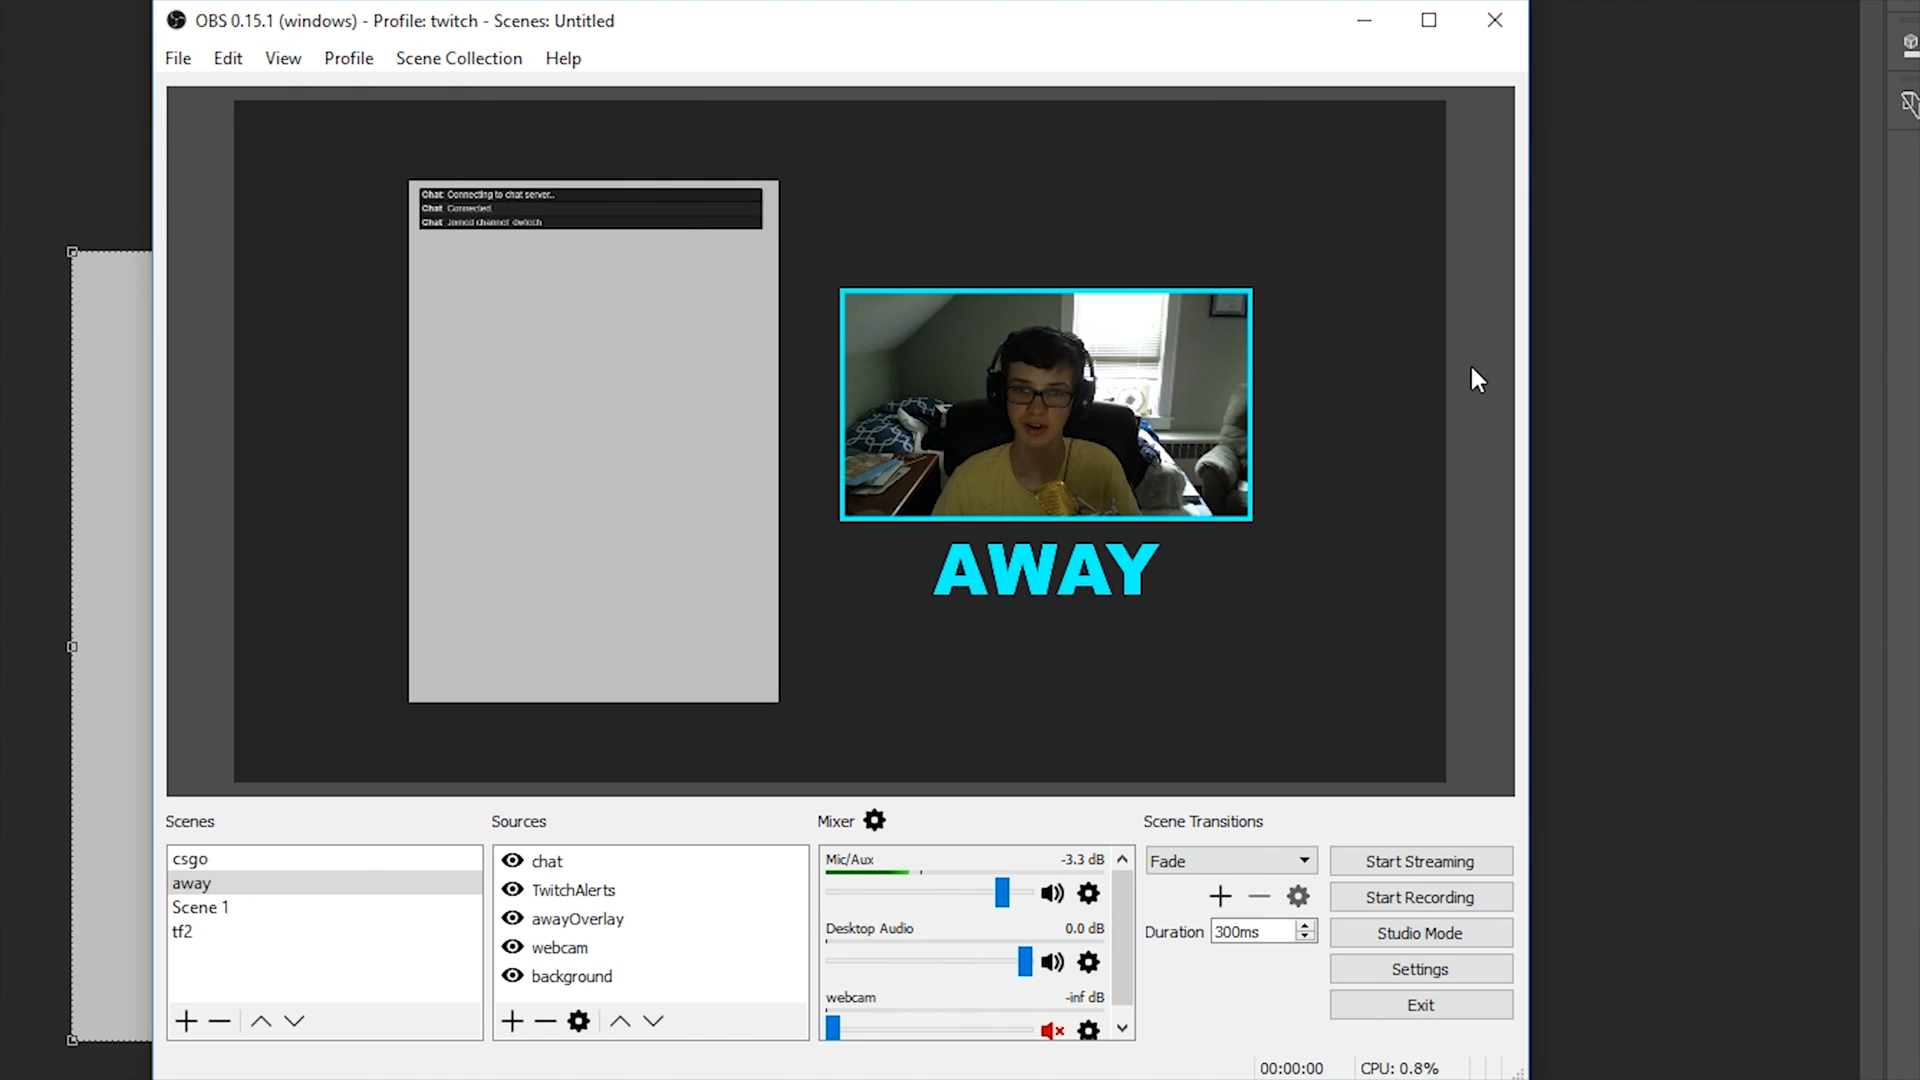 OBS 0.15.1 (windows) - Profile: twitch - Scenes: Untitled
File Edit View Profile Scene Collection Help
Chat: Connecting to chat server...
Chat: Connected.
Chat: Joined channel:
AWAY
Scenes
csgo
away
Scene 1
tf2
Sources
chat
TwitchAlerts
awayOverlay
webcam
background
Mixer
Mic/Aux -3.3 dB
Desktop Audio 0.0 dB
webcam -inf dB
Scene Transitions
Fade
Duration 300ms
Start Streaming
Start Recording
Studio Mode
Settings
Exit
00:00:00 CPU: 0.8%